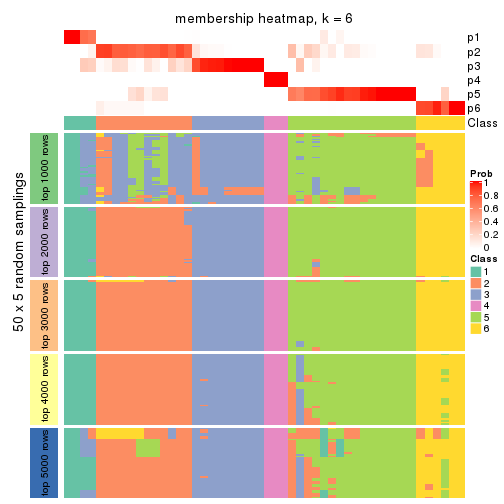 membership heatmap, k = 6
p1
p2
p3
p4
p5
p6
Class
50 x 5 random samplings
top 1000 rows
top 2000 rows
top 3000 rows
top 4000 rows
top 5000 rows
Prob
1
0.8
0.6
0.4
0.2
0
Class
1
2
3
4
5
6